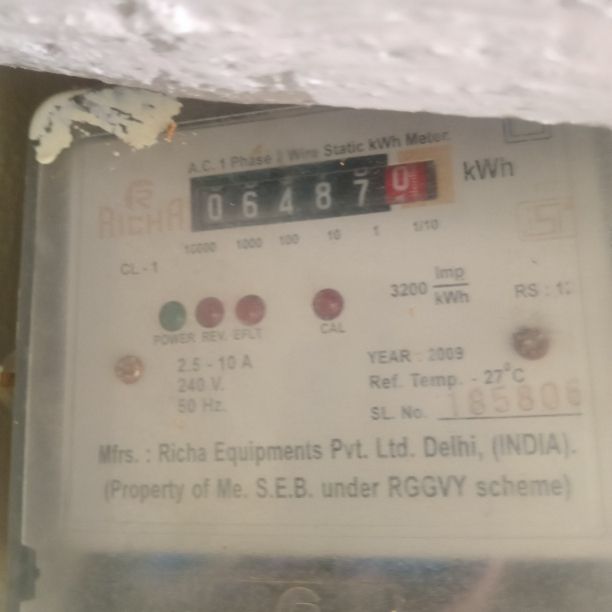 A.C. 1 Phase 2 Wire Static kWh Meter.
RICHA
0 6 4 8 7 0 kWh
10000 1000 100 10 1 1/10
CL - 1
3200 Imp/kWh
RS : 1
POWER REV. EFLT CAL
2.5 - 10 A
240 V.
50 Hz.
YEAR : 2009
Ref. Temp. - 27°C
SL. No. 185806
Mfrs. : Richa Equipments Pvt. Ltd. Delhi, (INDIA).
(Property of Me. S.E.B. under RGGVY scheme)